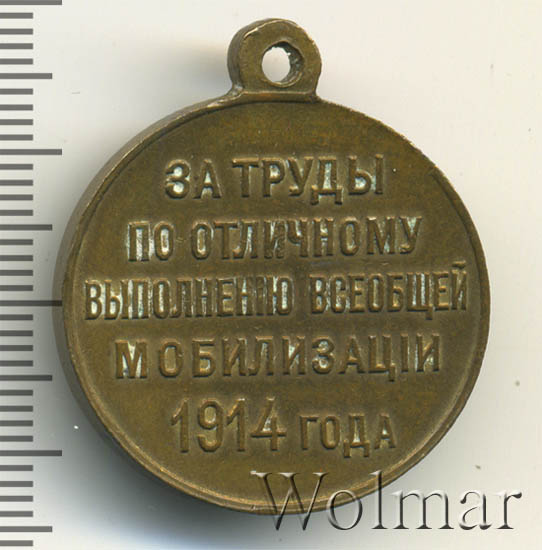 ЗА ТРУДЫ
ПО ОТЛИЧНОМУ
ВЫПОЛНЕНІЮ ВСЕОБЩЕЙ
МОБИЛИЗАЦІИ
1914 ГОДА
Wolmar